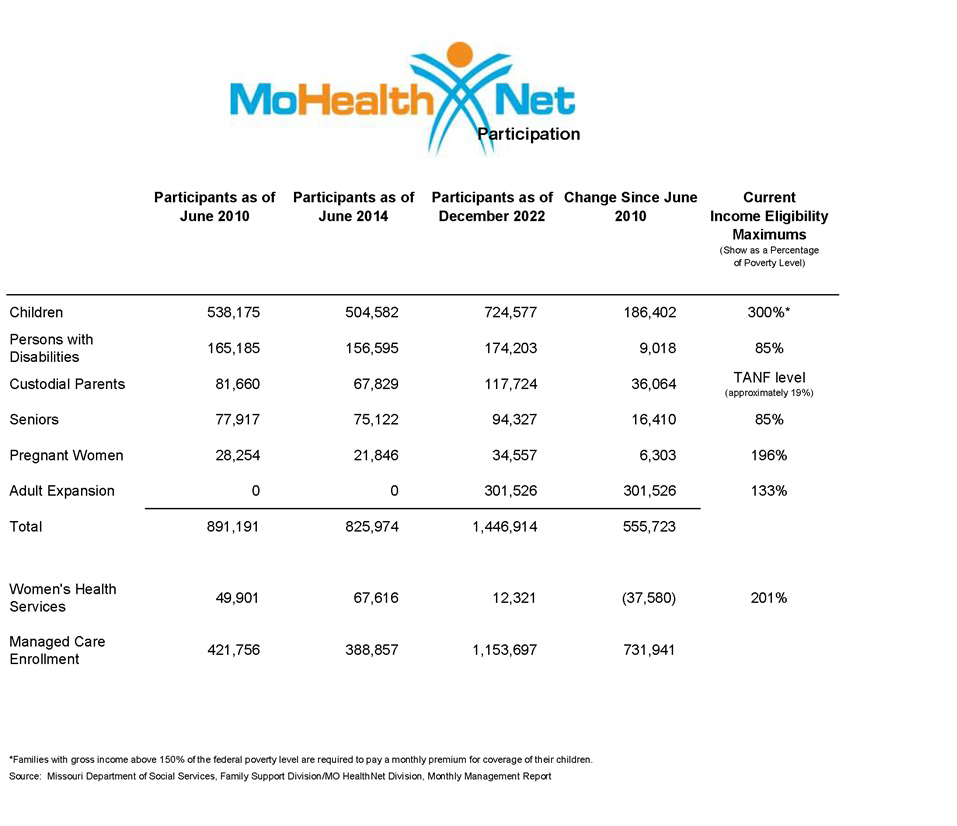 MoHealthNet
Participation
Participants as of June 2010 Participants as of June 2014 Participants as of December 2022 Change Since June 2010 Current Income Eligibility Maximums
(Show as a Percentage of Poverty Level)
Children 538,175 504,582 724,577 186,402 300%*
Persons with Disabilities 165,185 156,595 174,203 9,018 85%
Custodial Parents 81,660 67,829 117,724 36,064 TANF level
(approximately 19%)
Seniors 77,917 75,122 94,327 16,410 85%
Pregnant Women 28,254 21,846 34,557 6,303 196%
Adult Expansion 0 0 301,526 301,526 133%
Total 891,191 825,974 1,446,914 555,723
Women's Health Services 49,901 67,616 12,321 (37,580) 201%
Managed Care Enrollment 421,756 388,857 1,153,697 731,941
*Families with gross income above 150% of the federal poverty level are required to pay a monthly premium for coverage of their children.
Source: Missouri Department of Social Services, Family Support Division/MO HealthNet Division, Monthly Management Report